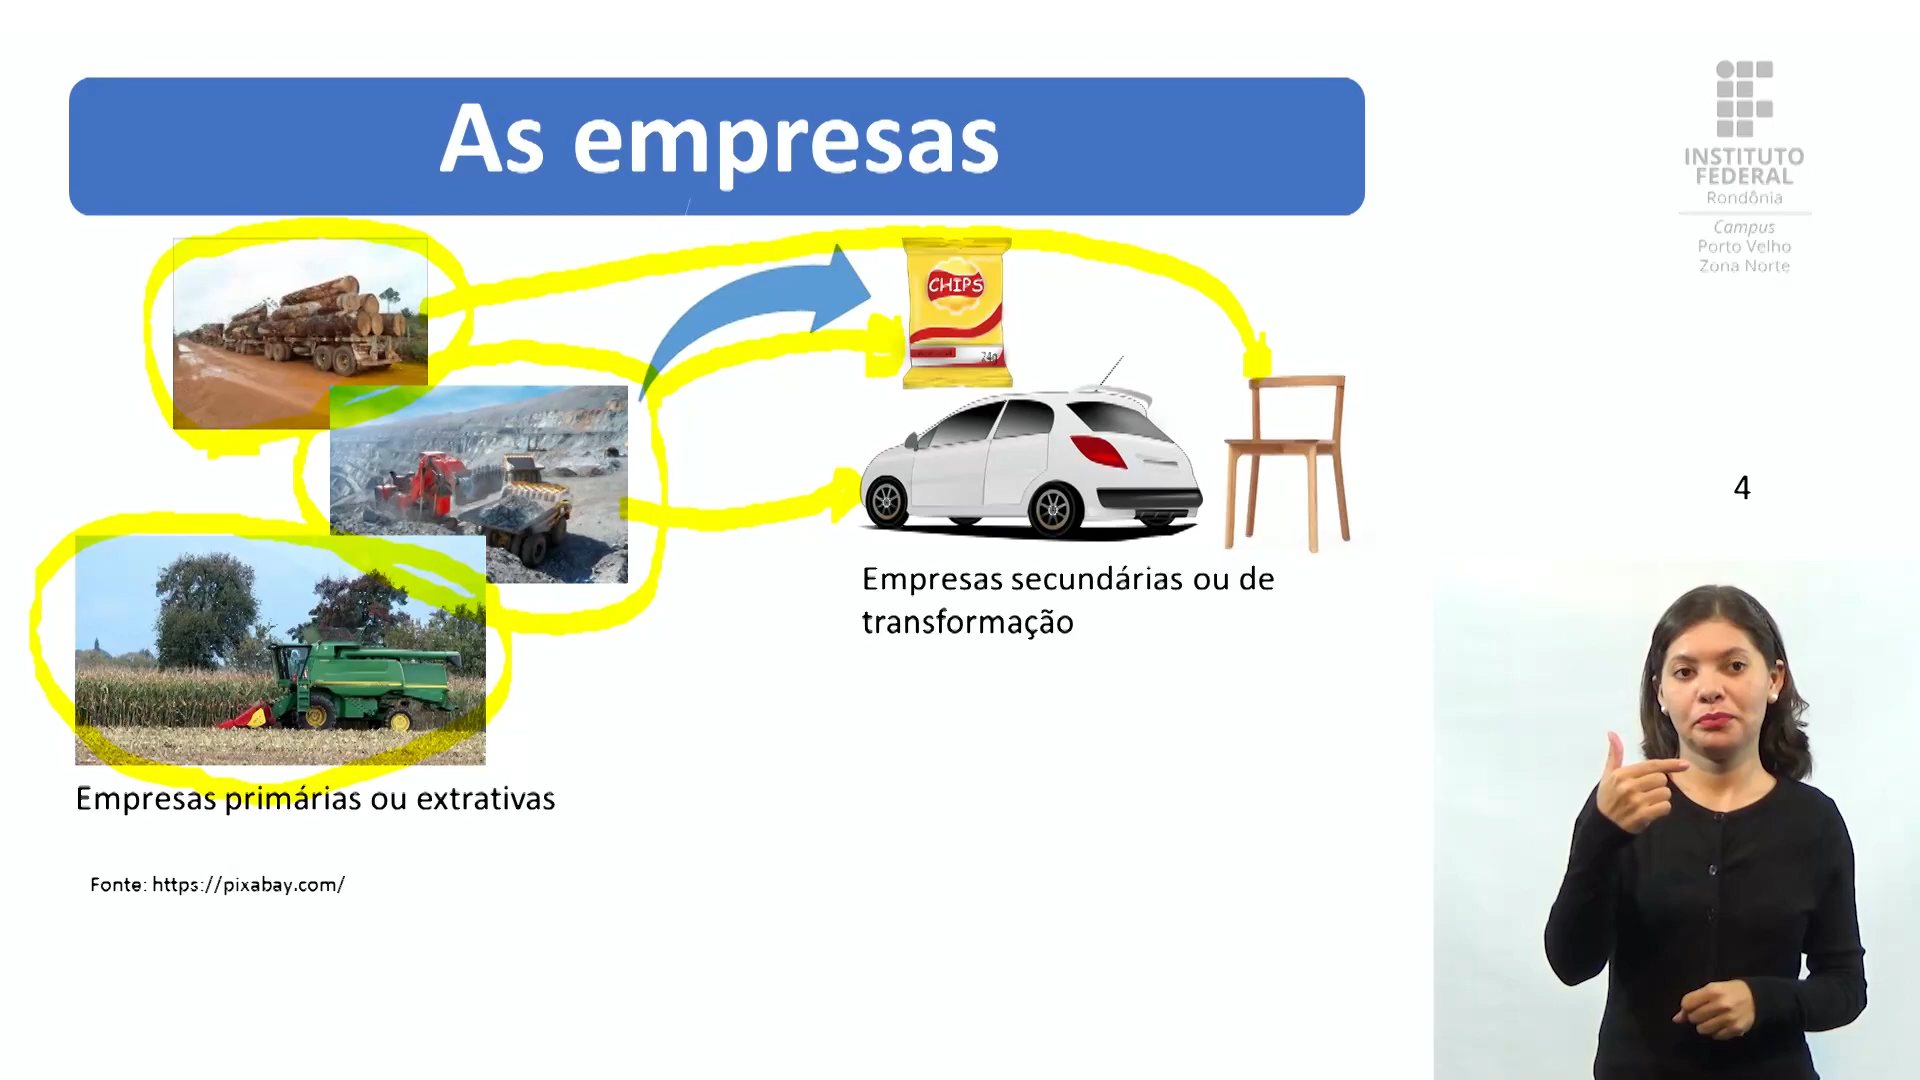 As empresas
INSTITUTO
FEDERAL
Rondônia
Campus
Porto Velho
Zona Norte
CHIPS
24g
4
Empresas secundárias ou de
transformação
Empresas primárias ou extrativas
Fonte: https://pixabay.com/